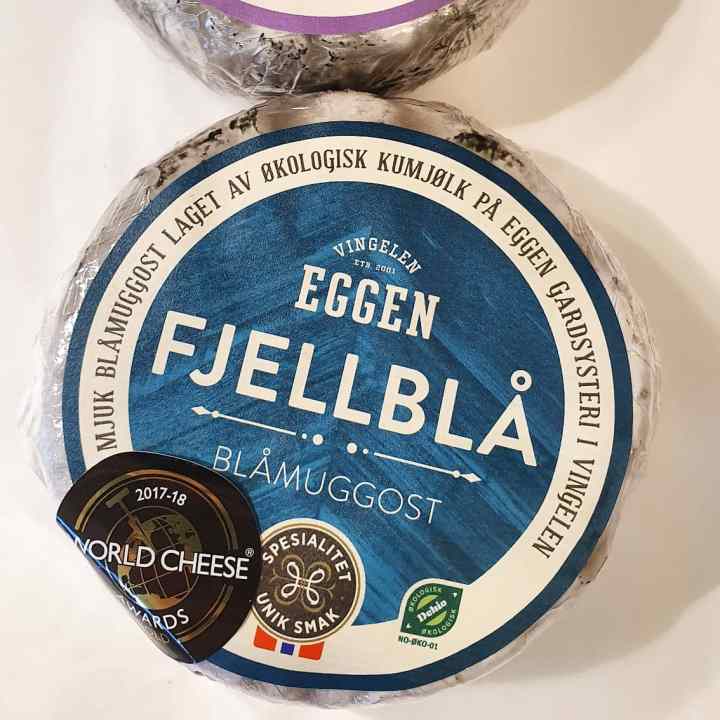 MJUK BLÅMUGGOST LAGET AV ØKOLOGISK KUMJØLK PÅ EGGEN GARDSYSTERI I VINGELEN
VINGELEN
ETB. 2001
EGGEN
FJELLBLÅ
BLÅMUGGOST
2017-18
WORLD CHEESE®
AWARDS
SPESIALITET
UNIK SMAK
ØKOLOGISK
Debio
ØKOLOGISK
NO-ØKO-01